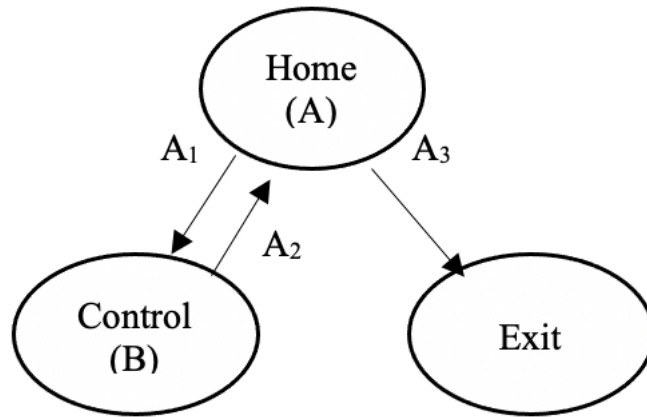 Home
(A)
A₁
A₃
A₂
Control
(B)
Exit